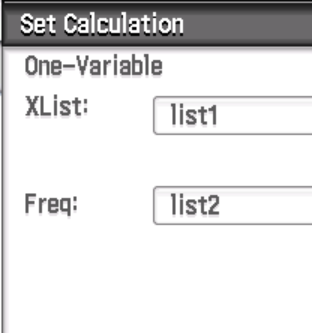 Set Calculation
One-Variable
XList:
list1
Freq:
list2